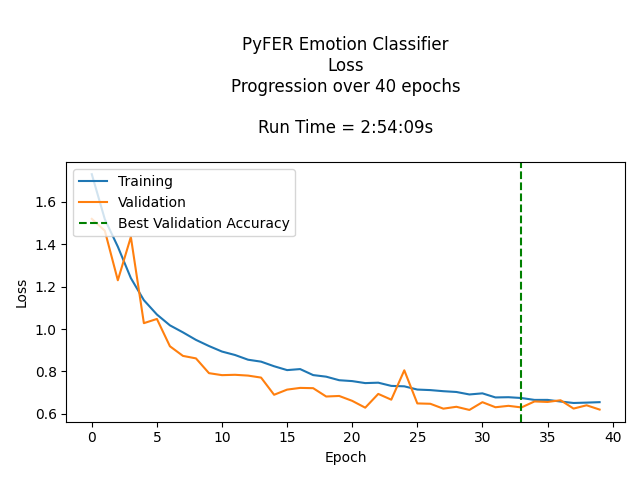 PyFER Emotion Classifier
Loss
Progression over 40 epochs
Run Time = 2:54:09s
Training
Validation
Best Validation Accuracy
Loss
1.6
1.4
1.2
1.0
0.8
0.6
0 5 10 15 20 25 30 35 40
Epoch